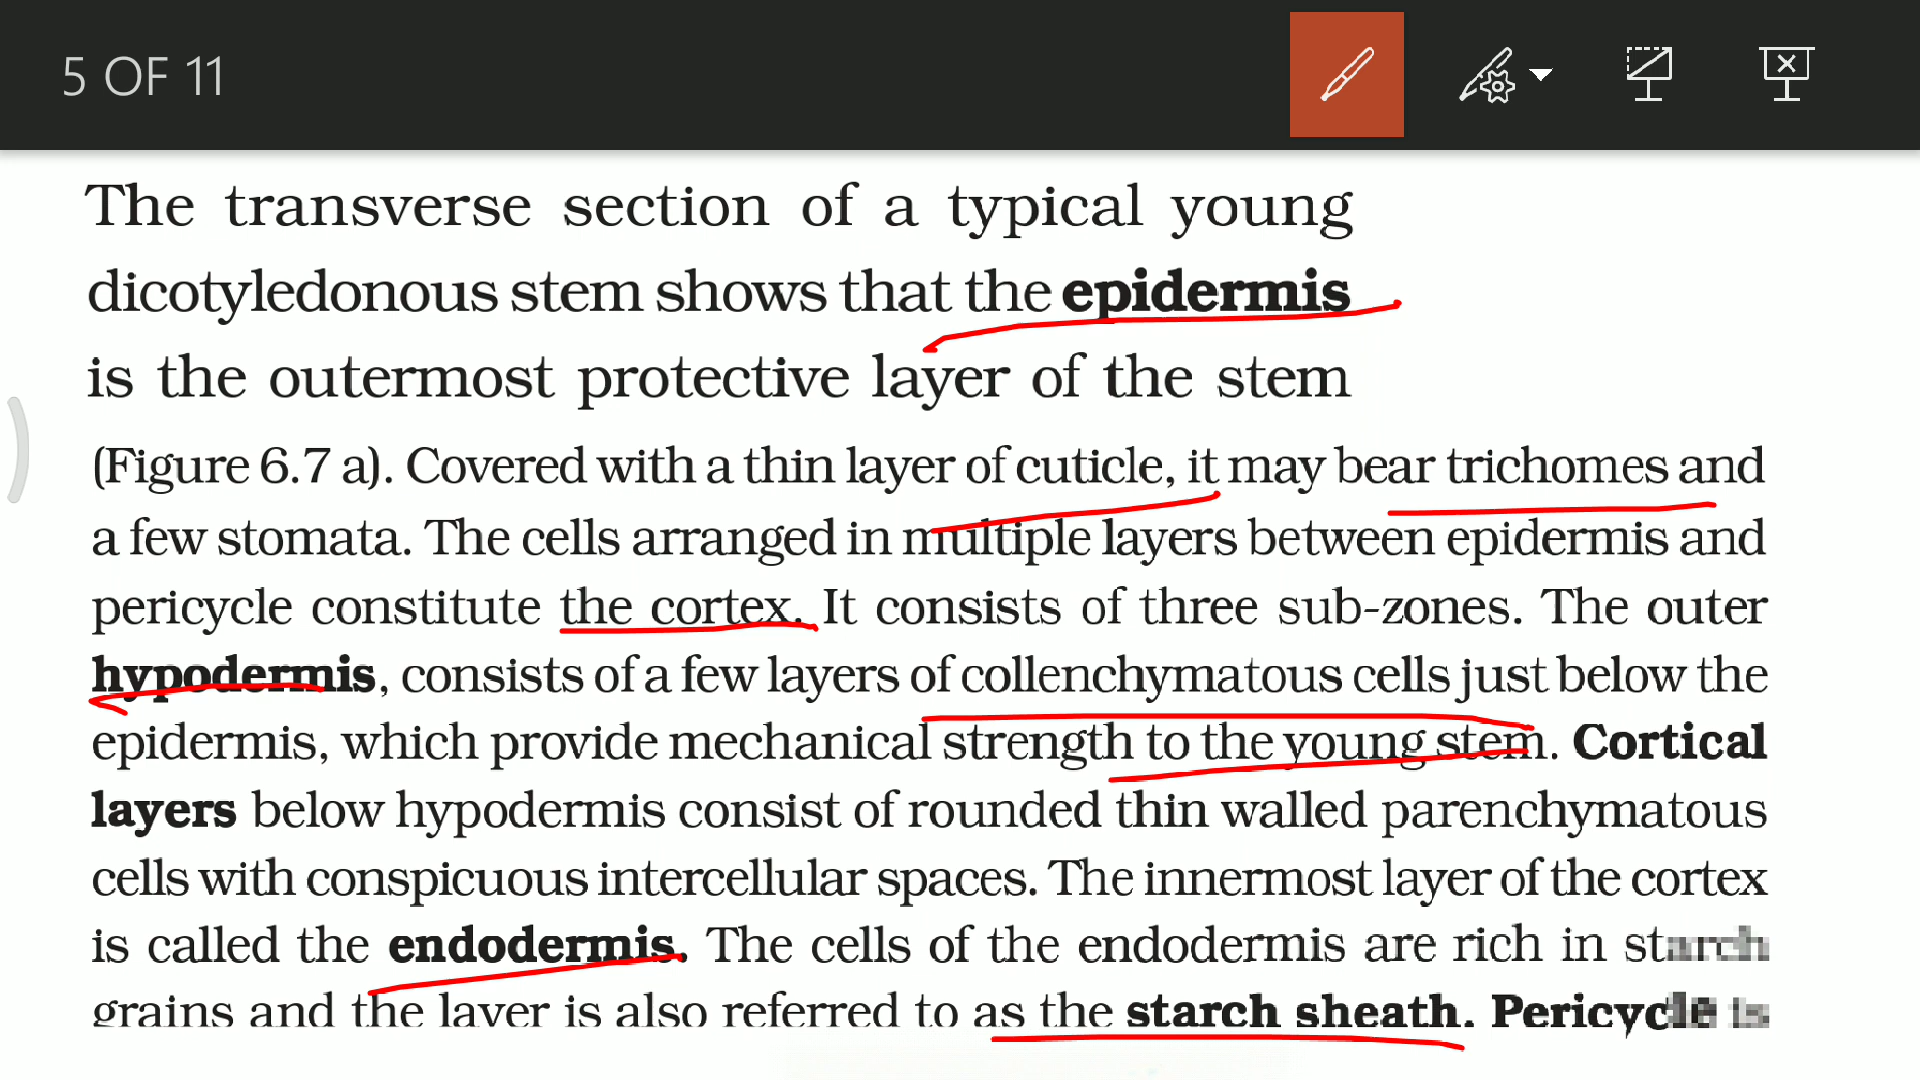 5 OF 11
The transverse section of a typical young
dicotyledonous stem shows that the epidermis
is the outermost protective layer of the stem
(Figure 6.7 a). Covered with a thin layer of cuticle, it may bear trichomes and
a few stomata. The cells arranged in multiple layers between epidermis and
pericycle constitute the cortex. It consists of three sub-zones. The outer
hypodermis, consists of a few layers of collenchymatous cells just below the
epidermis, which provide mechanical strength to the young stem. Cortical
layers below hypodermis consist of rounded thin walled parenchymatous
cells with conspicuous intercellular spaces. The innermost layer of the cortex
is called the endodermis. The cells of the endodermis are rich in starch
grains and the layer is also referred to as the starch sheath. Pericycle is